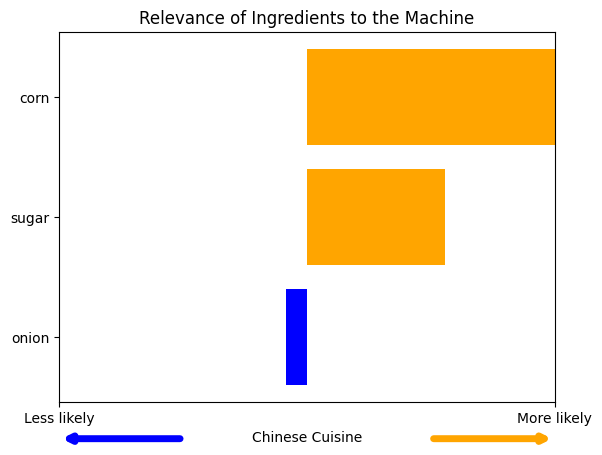 Relevance of Ingredients to the Machine
corn
sugar
onion
Less likely
More likely
Chinese Cuisine